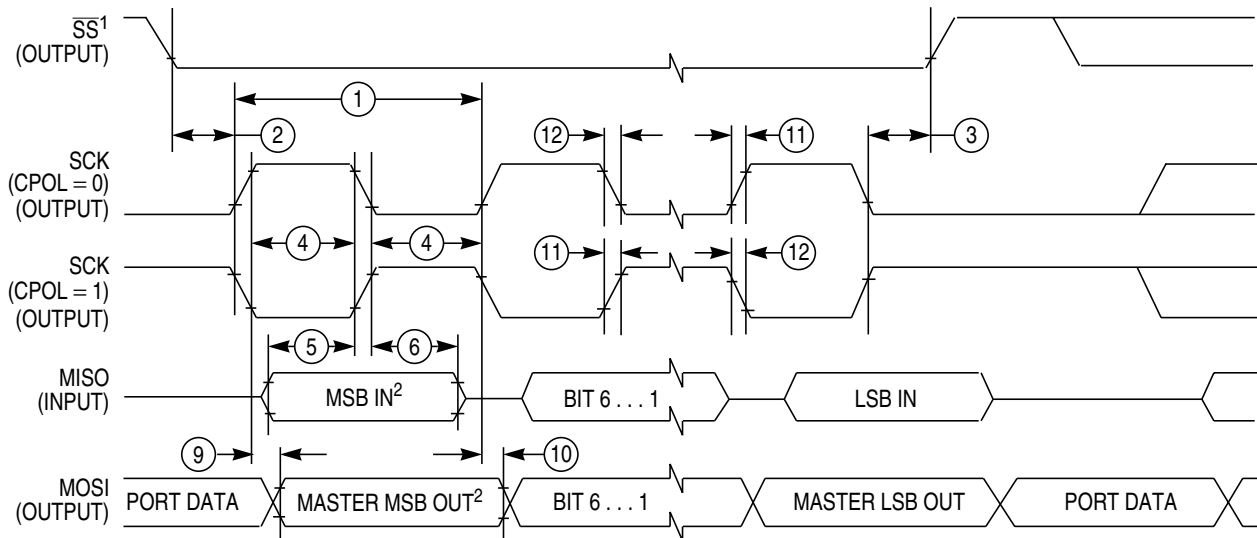 SS¹
(OUTPUT)
1
2
12
11
3
SCK
(CPOL = 0)
(OUTPUT)
4
4
SCK
(CPOL = 1)
(OUTPUT)
11
12
5
6
MISO
(INPUT)
MSB IN²
BIT 6 . . . 1
LSB IN
9
10
MOSI
(OUTPUT)
PORT DATA
MASTER MSB OUT²
BIT 6 . . . 1
MASTER LSB OUT
PORT DATA